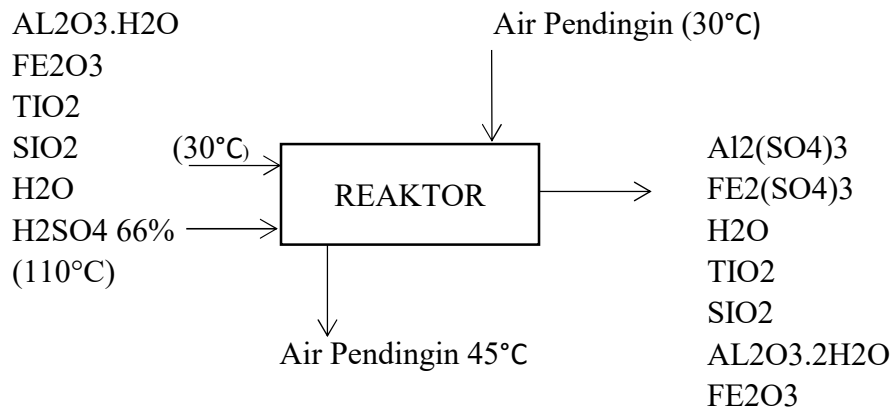 AL2O3.H2O
FE2O3
TIO2
SIO2
H2O
H2SO4 66%
(110°C)
(30°C)
Air Pendingin (30°C)
REAKTOR
Air Pendingin 45°C
Al2(SO4)3
FE2(SO4)3
H2O
TIO2
SIO2
AL2O3.2H2O
FE2O3